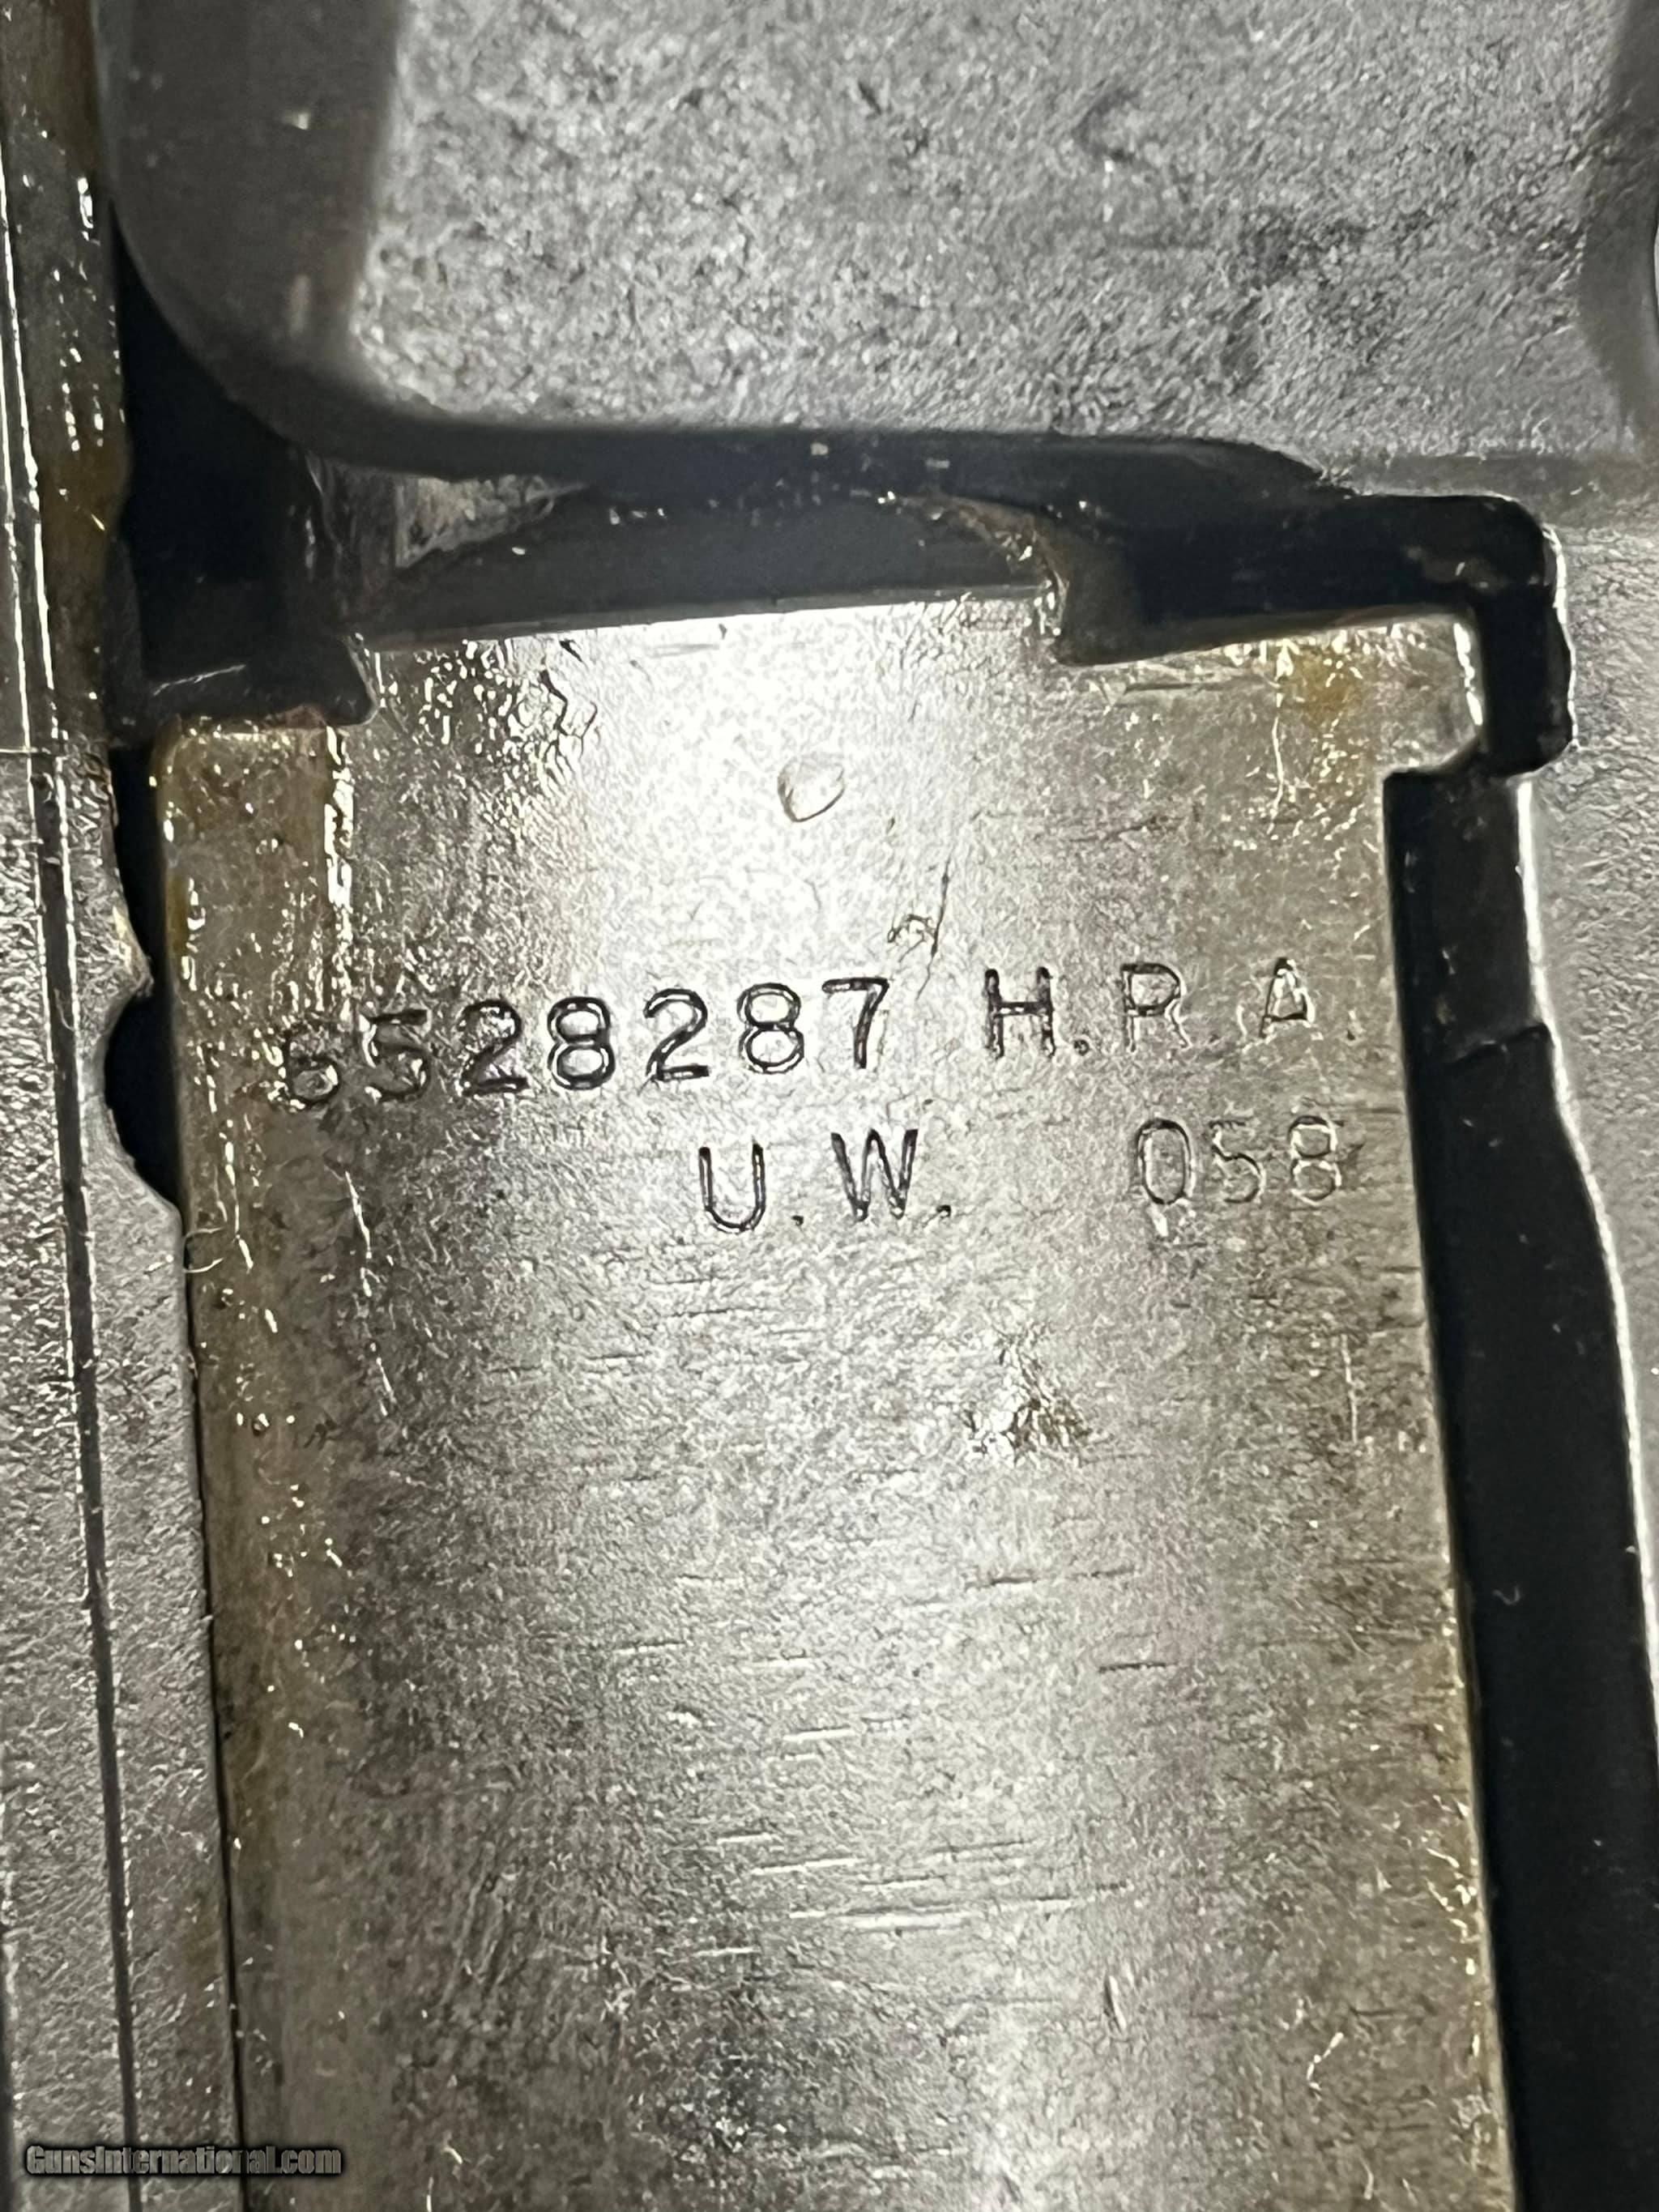 6528287 H.R.A.
U.W. 058
GunsInternational.com